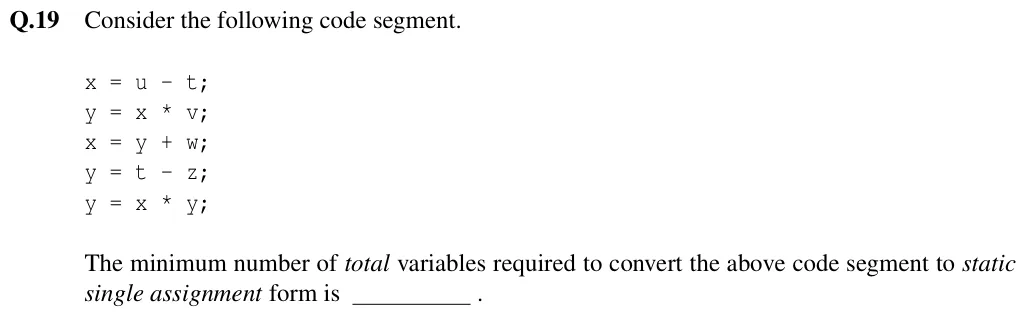 Q.19 Consider the following code segment.
x = u - t;
y = x * v;
x = y + w;
y = t - z;
y = x * y;
The minimum number of total variables required to convert the above code segment to static
single assignment form is __________ .